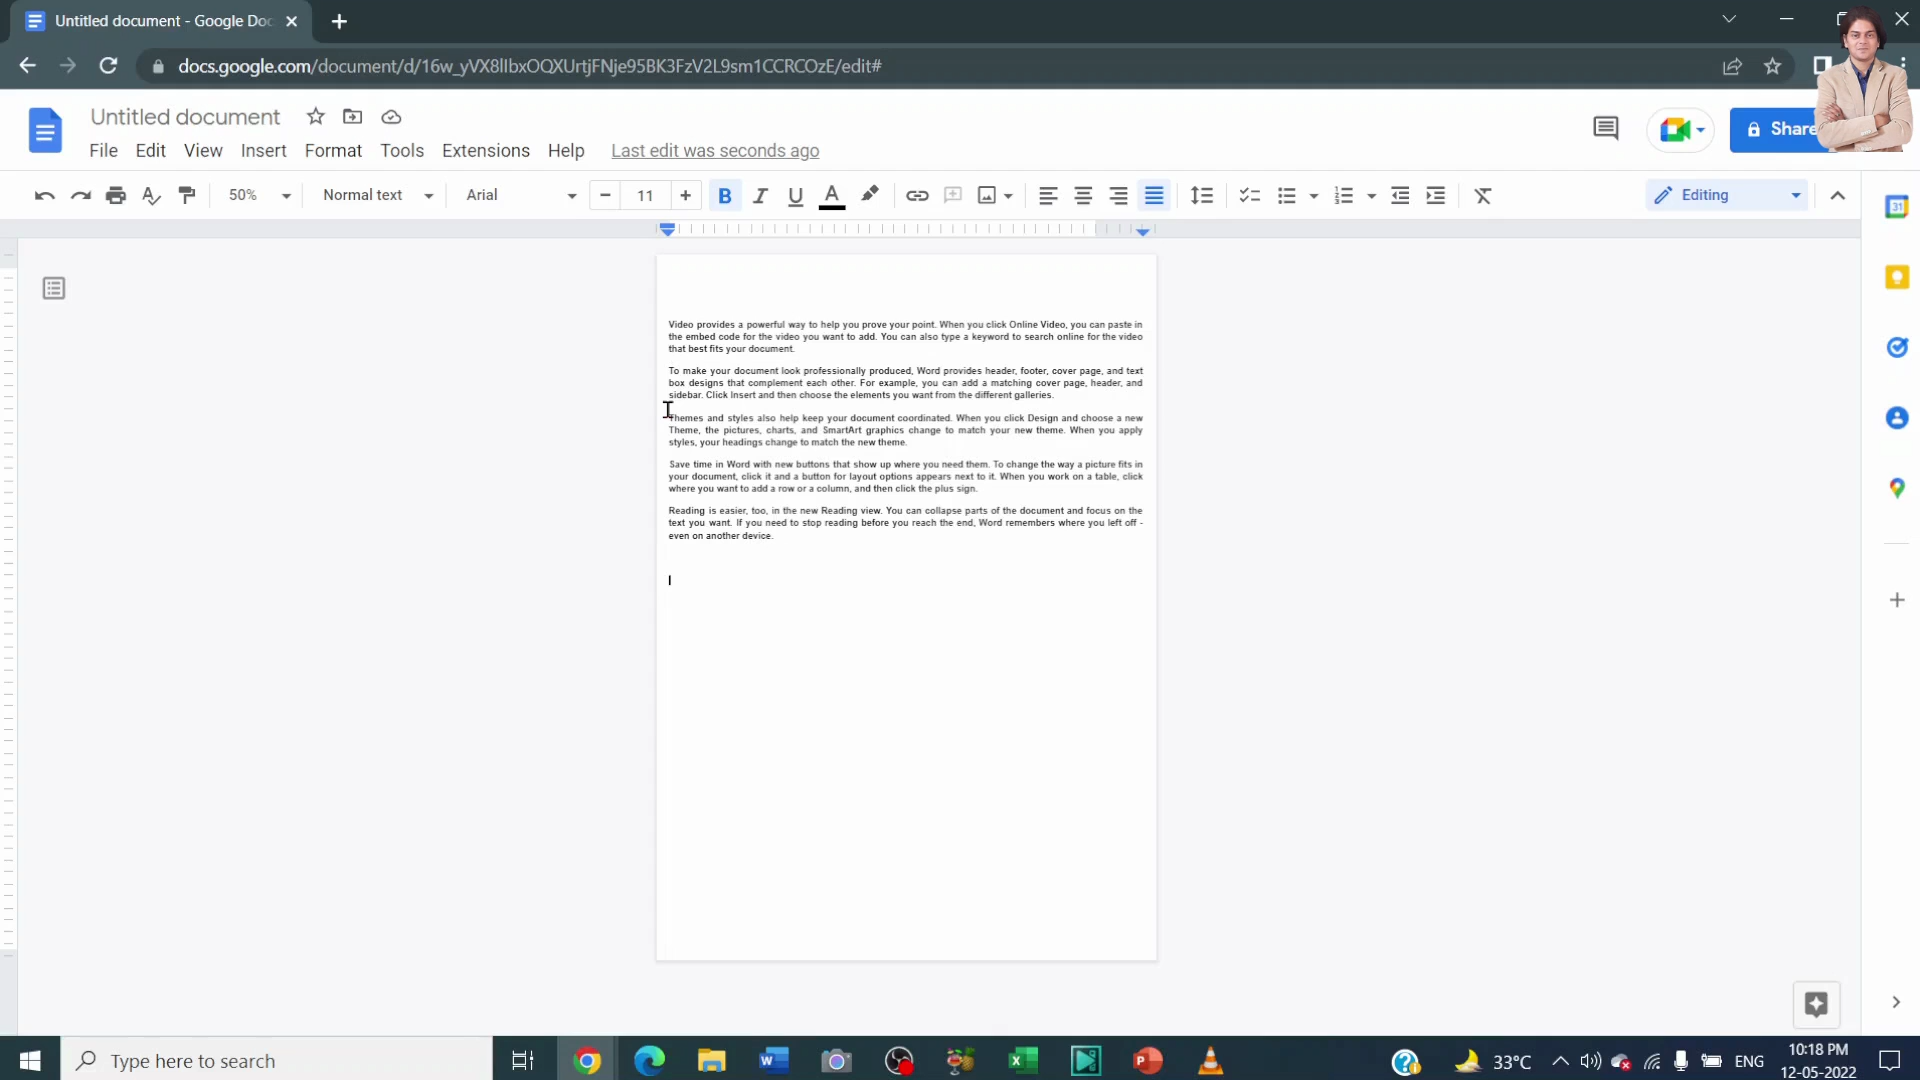 Untitled document - Google Doc
docs.google.com/document/d/16w_yVX8lIbxOQXUrtjFNje95BK3FzV2L9sm1CCRCOzE/edit#
Untitled document
File Edit View Insert Format Tools Extensions Help Last edit was seconds ago
Share
50% Normal text Arial 11 B I U A Editing
31
Video provides a powerful way to help you prove your point. When you click Online Video, you can paste in
the embed code for the video you want to add. You can also type a keyword to search online for the video
that best fits your document.
To make your document look professionally produced, Word provides header, footer, cover page, and text
box designs that complement each other. For example, you can add a matching cover page, header, and
sidebar. Click Insert and then choose the elements you want from the different galleries.
Themes and styles also help keep your document coordinated. When you click Design and choose a new
Theme, the pictures, charts, and SmartArt graphics change to match your new theme. When you apply
styles, your headings change to match the new theme.
Save time in Word with new buttons that show up where you need them. To change the way a picture fits in
your document, click it and a button for layout options appears next to it. When you work on a table, click
where you want to add a row or a column, and then click the plus sign.
Reading is easier, too, in the new Reading view. You can collapse parts of the document and focus on the
text you want. If you need to stop reading before you reach the end, Word remembers where you left off -
even on another device.
Type here to search
33°C
ENG
10:18 PM
12-05-2022